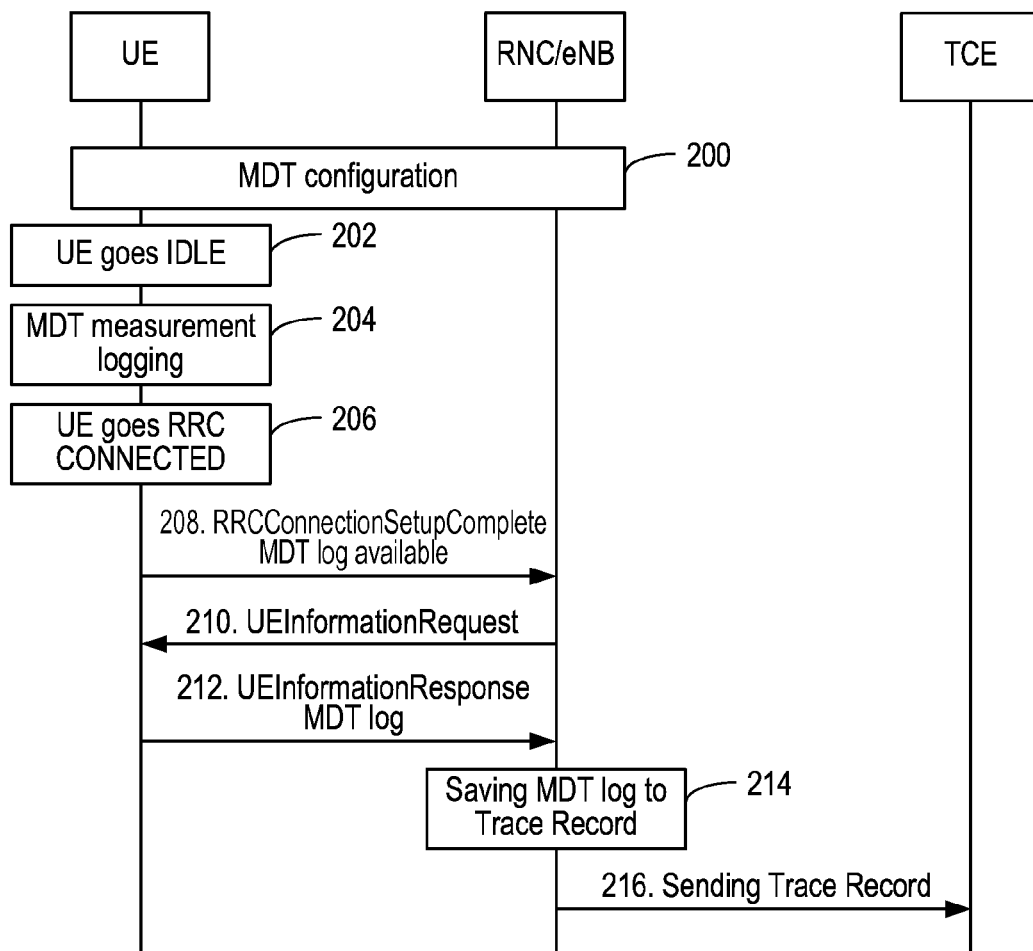 UE
RNC/eNB
TCE
MDT configuration
200
UE goes IDLE
202
MDT measurement
logging
204
UE goes RRC
CONNECTED
206
208. RRCConnectionSetupComplete
MDT log available
210. UEInformationRequest
212. UEInformationResponse
MDT log
Saving MDT log to
Trace Record
214
216. Sending Trace Record